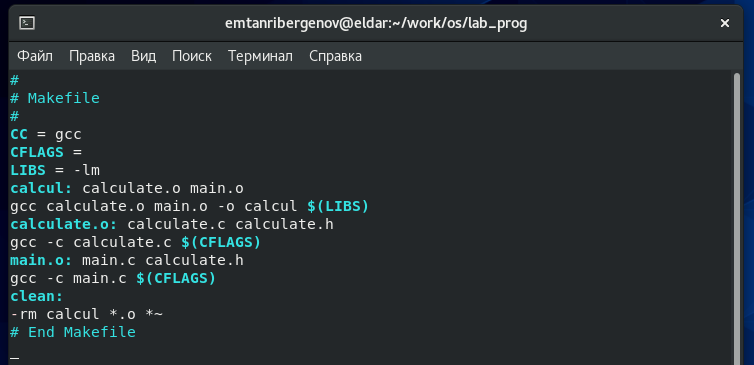 emtanribergenov@eldar:~/work/os/lab_prog
Файл Правка Вид Поиск Терминал Справка
#
# Makefile
#
CC = gcc
CFLAGS =
LIBS = -lm
calcul: calculate.o main.o
gcc calculate.o main.o -o calcul $(LIBS)
calculate.o: calculate.c calculate.h
gcc -c calculate.c $(CFLAGS)
main.o: main.c calculate.h
gcc -c main.c $(CFLAGS)
clean:
-rm calcul *.o *~
# End Makefile